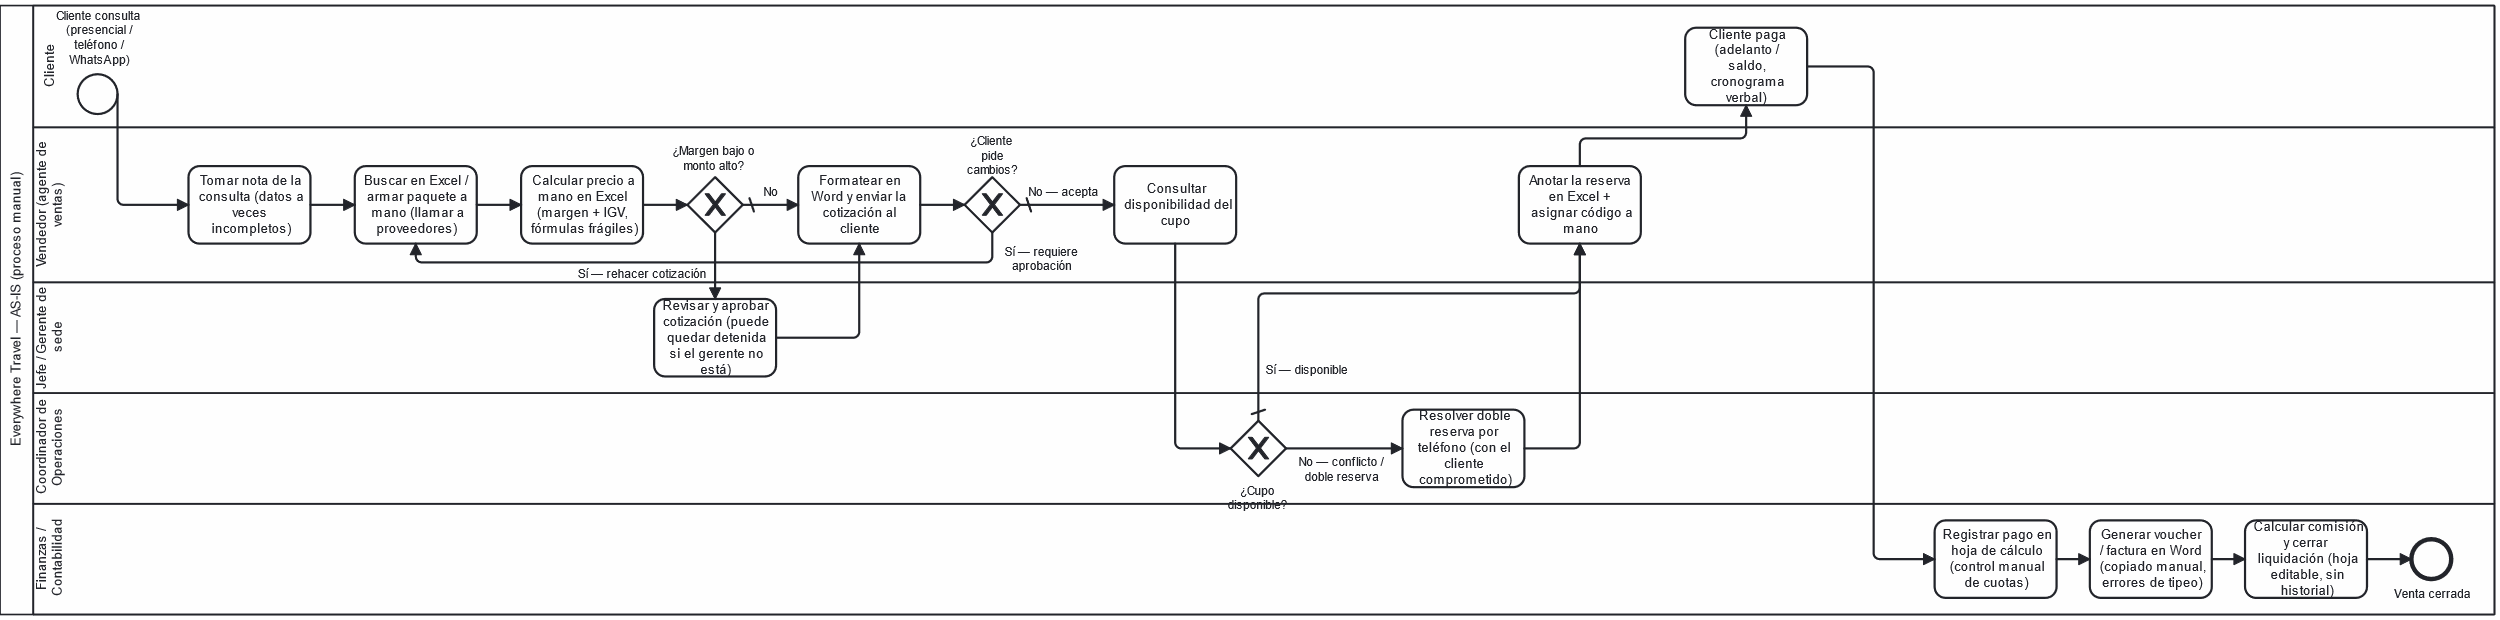 Everywhere Travel — AS-IS (proceso manual)
Cliente
Cliente consulta
(presencial /
teléfono /
WhatsApp)
Cliente paga
(adelanto /
saldo,
cronograma
verbal)
Vendedor (agente de
ventas)
Tomar nota de la
consulta (datos a
veces
incompletos)
Buscar en Excel /
armar paquete a
mano (llamar a
proveedores)
Calcular precio a
mano en Excel
(margen + IGV,
fórmulas frágiles)
¿Margen bajo o
monto alto?
No
Formatear en
Word y enviar la
cotización al
cliente
¿Cliente
pide
cambios?
No — acepta
Consultar
disponibilidad del
cupo
Anotar la reserva
en Excel +
asignar código a
mano
Sí — rehacer cotización
Sí — requiere
aprobación
Jefe / Gerente de
sede
Revisar y aprobar
cotización (puede
quedar detenida
si el gerente no
está)
Sí — disponible
Coordinador de
Operaciones
¿Cupo
disponible?
No — conflicto /
doble reserva
Resolver doble
reserva por
teléfono (con el
cliente
comprometido)
Finanzas /
Contabilidad
Registrar pago en
hoja de cálculo
(control manual
de cuotas)
Generar voucher
/ factura en Word
(copiado manual,
errores de tipeo)
Calcular comisión
y cerrar
liquidación (hoja
editable, sin
historial)
Venta cerrada